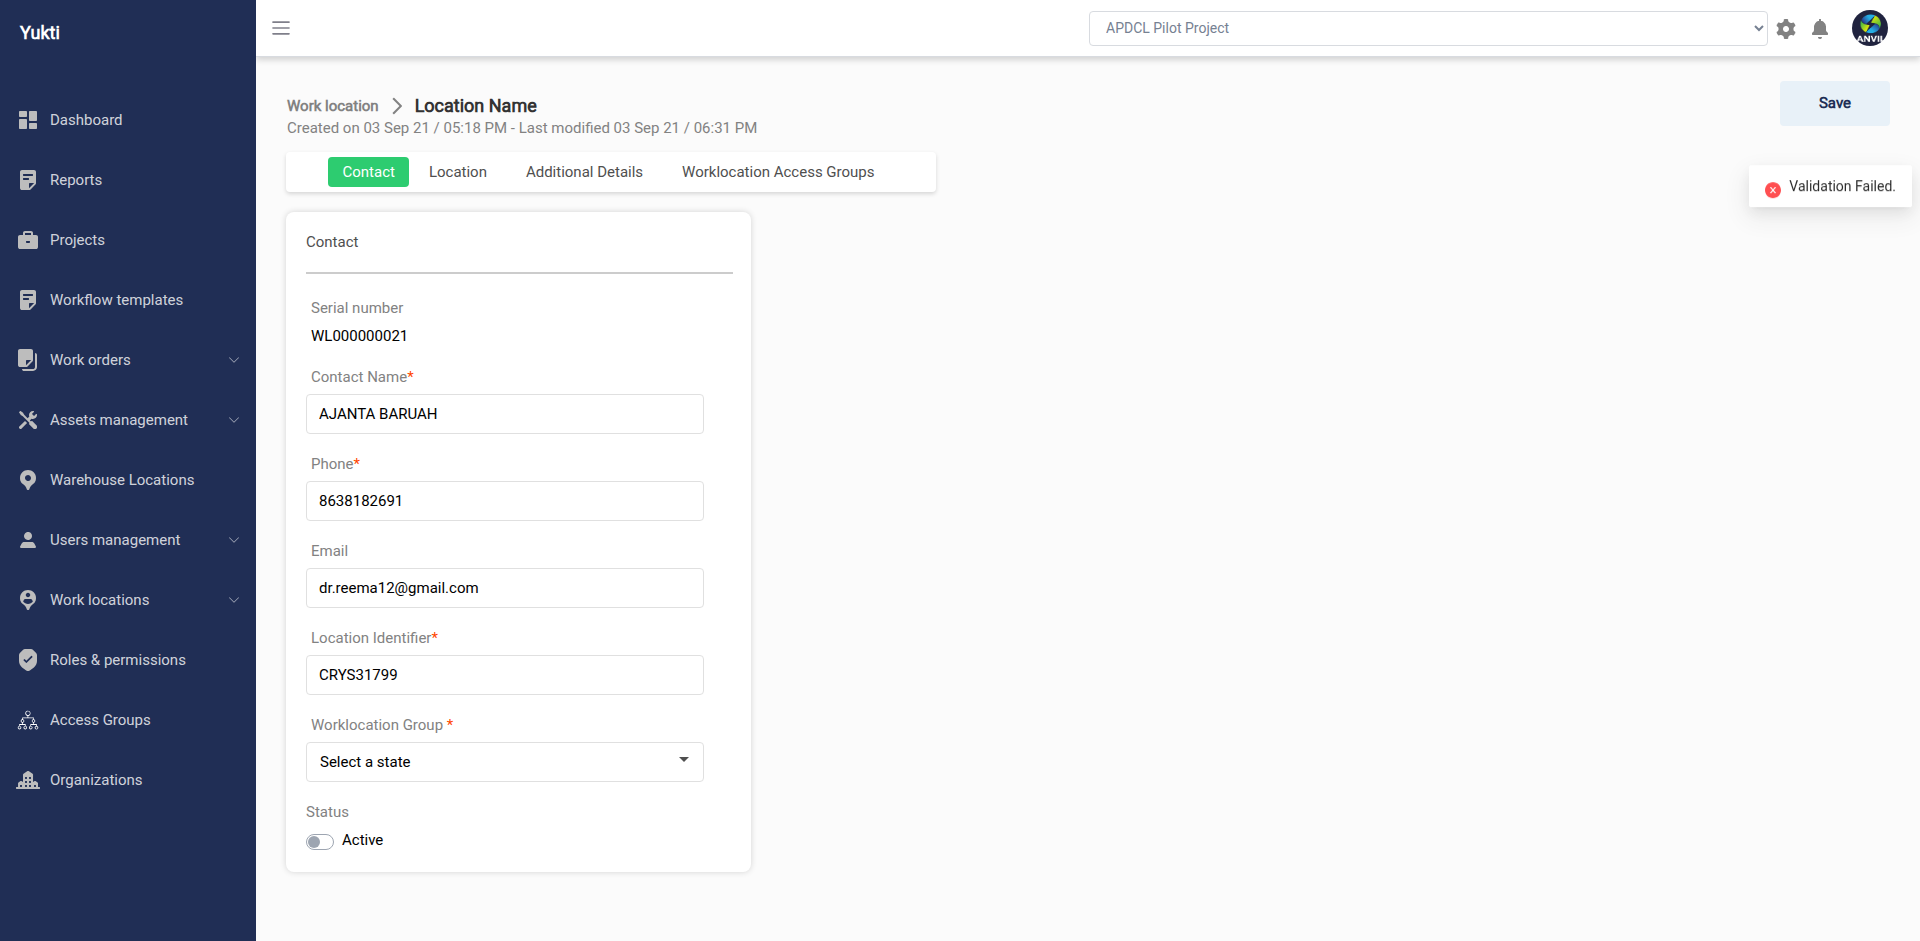 Yukti
APDCL Pilot Project
ANVIL
Dashboard
Reports
Projects
Workflow templates
Work orders
Assets management
Warehouse Locations
Users management
Work locations
Roles & permissions
Access Groups
Organizations
Work location
Location Name
Created on 03 Sep 21 / 05:18 PM - Last modified 03 Sep 21 / 06:31 PM
Save
Contact
Location
Additional Details
Worklocation Access Groups
x
Validation Failed.
Contact
Serial number
WL000000021
Contact Name*
AJANTA BARUAH
Phone*
8638182691
Email
dr.reema12@gmail.com
Location Identifier*
CRYS31799
Worklocation Group *
Select a state
Status
Active